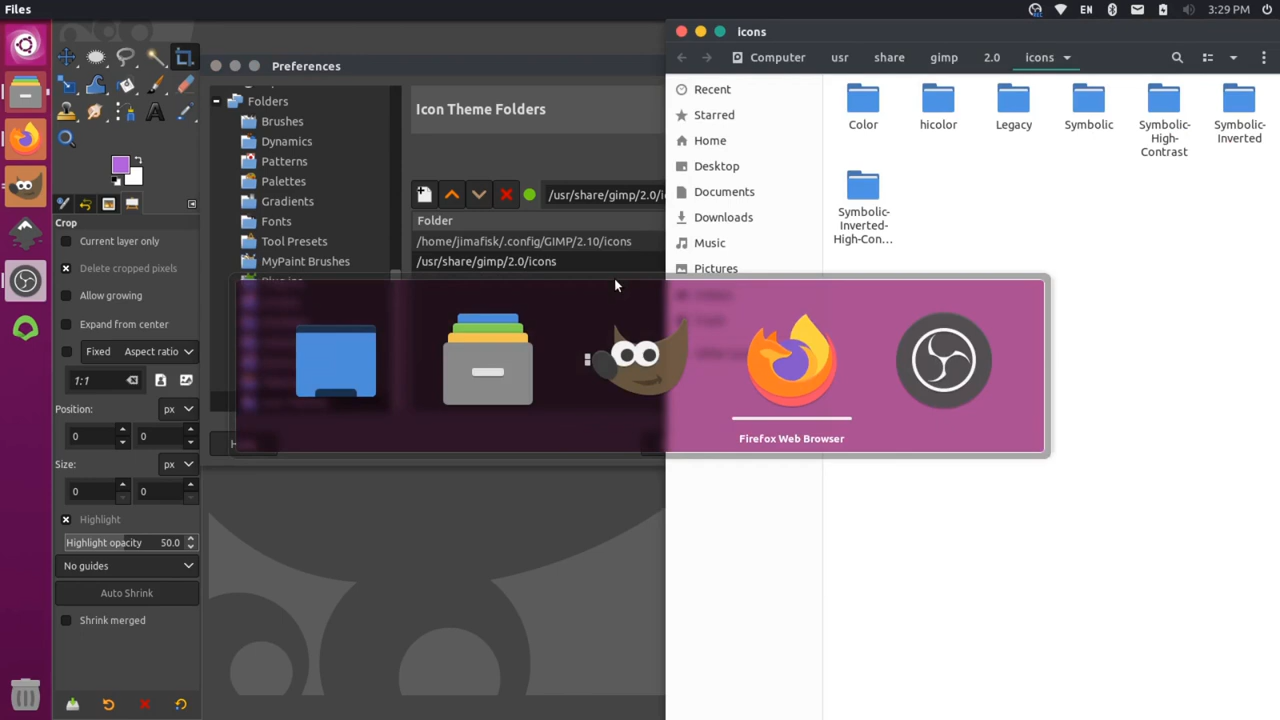 Files
EN
3:29 PM
Preferences
Folders
Brushes
Dynamics
Patterns
Palettes
Gradients
Fonts
Tool Presets
MyPaint Brushes
Icon Theme Folders
/usr/share/gimp/2.0/i
Folder
/home/jimafisk/.config/GIMP/2.10/icons
/usr/share/gimp/2.0/icons
Crop
Current layer only
Delete cropped pixels
Allow growing
Expand from center
Fixed Aspect ratio
1:1
Position: px
0 0
Size: px
0 0
Highlight
Highlight opacity 50.0
No guides
Auto Shrink
Shrink merged
icons
Computer usr share gimp 2.0 icons
Recent
Starred
Home
Desktop
Documents
Downloads
Music
Pictures
Color
hicolor
Legacy
Symbolic
Symbolic-
High-
Contrast
Symbolic-
Inverted
Symbolic-
Inverted-
High-Con...
Firefox Web Browser